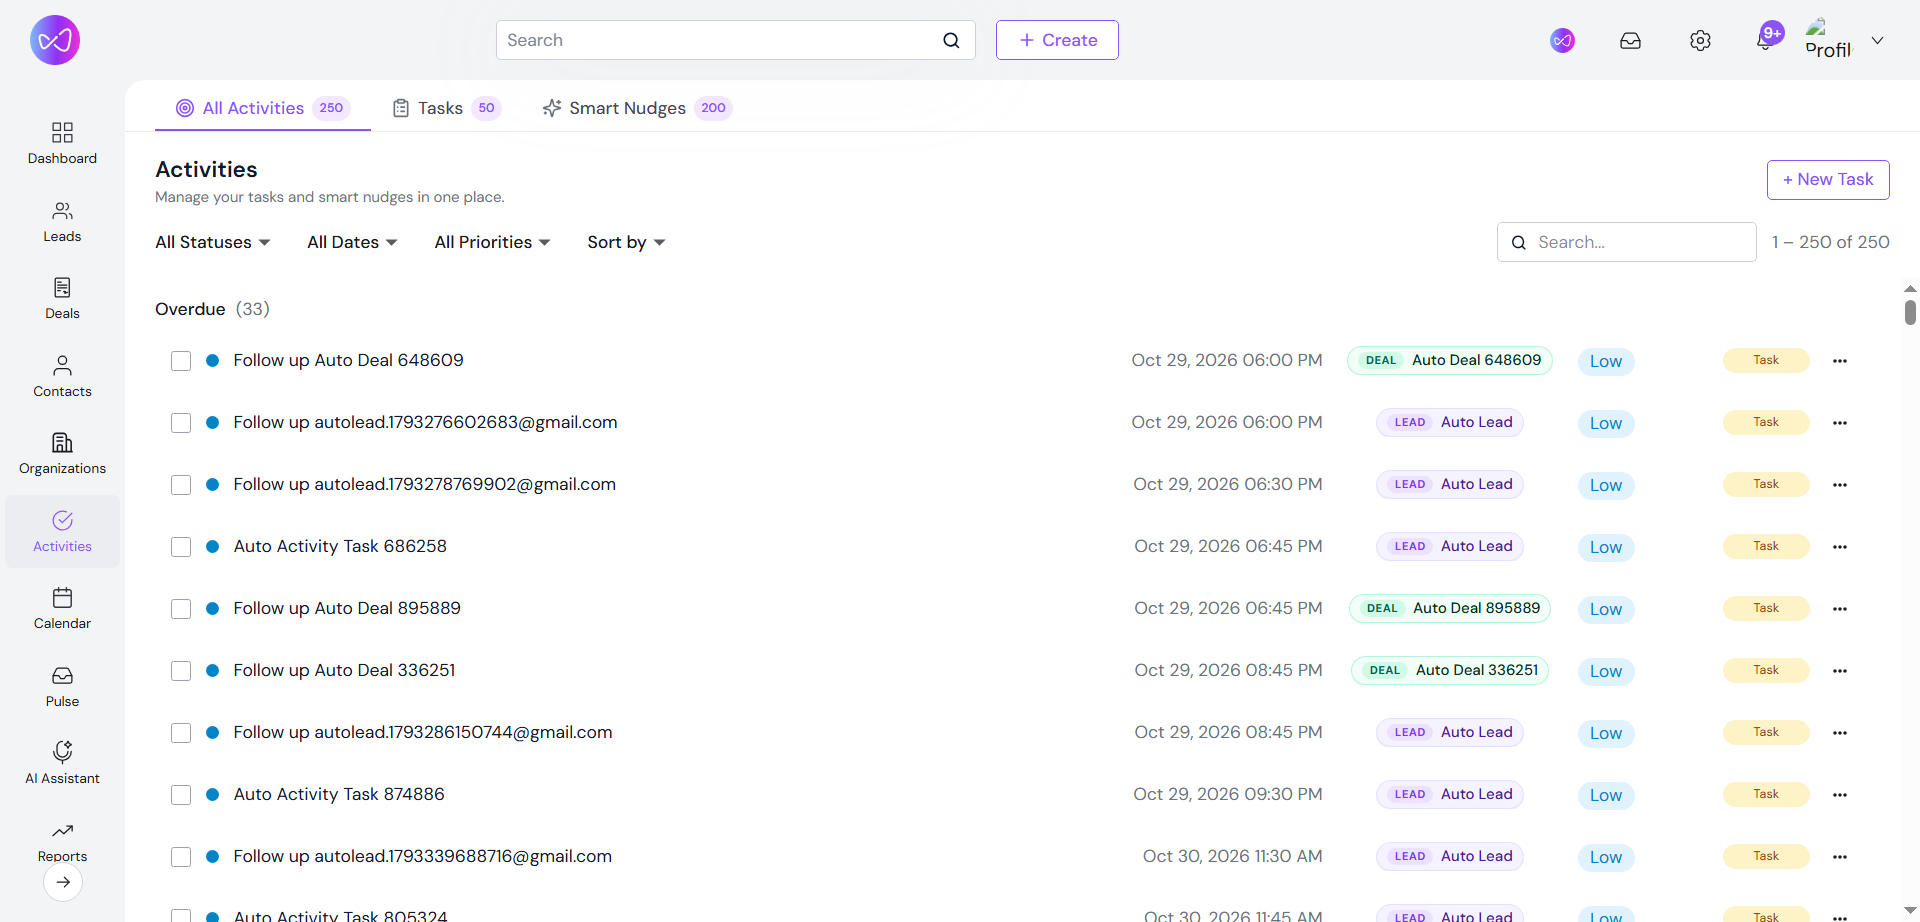 Search
+ Create
9+
Profil
All Activities 250
Tasks 50
Smart Nudges 200
Dashboard
Leads
Deals
Contacts
Organizations
Activities
Calendar
Pulse
AI Assistant
Reports
Activities
Manage your tasks and smart nudges in one place.
+ New Task
All Statuses
All Dates
All Priorities
Sort by
Search...
1 – 250 of 250
Overdue (33)
Follow up Auto Deal 648609 Oct 29, 2026 06:00 PM DEAL Auto Deal 648609 Low Task
Follow up autolead.1793276602683@gmail.com Oct 29, 2026 06:00 PM LEAD Auto Lead Low Task
Follow up autolead.1793278769902@gmail.com Oct 29, 2026 06:30 PM LEAD Auto Lead Low Task
Auto Activity Task 686258 Oct 29, 2026 06:45 PM LEAD Auto Lead Low Task
Follow up Auto Deal 895889 Oct 29, 2026 06:45 PM DEAL Auto Deal 895889 Low Task
Follow up Auto Deal 336251 Oct 29, 2026 08:45 PM DEAL Auto Deal 336251 Low Task
Follow up autolead.1793286150744@gmail.com Oct 29, 2026 08:45 PM LEAD Auto Lead Low Task
Auto Activity Task 874886 Oct 29, 2026 09:30 PM LEAD Auto Lead Low Task
Follow up autolead.1793339688716@gmail.com Oct 30, 2026 11:30 AM LEAD Auto Lead Low Task
Auto Activity Task 805324 Oct 30, 2026 11:45 AM LEAD Auto Lead Low Task